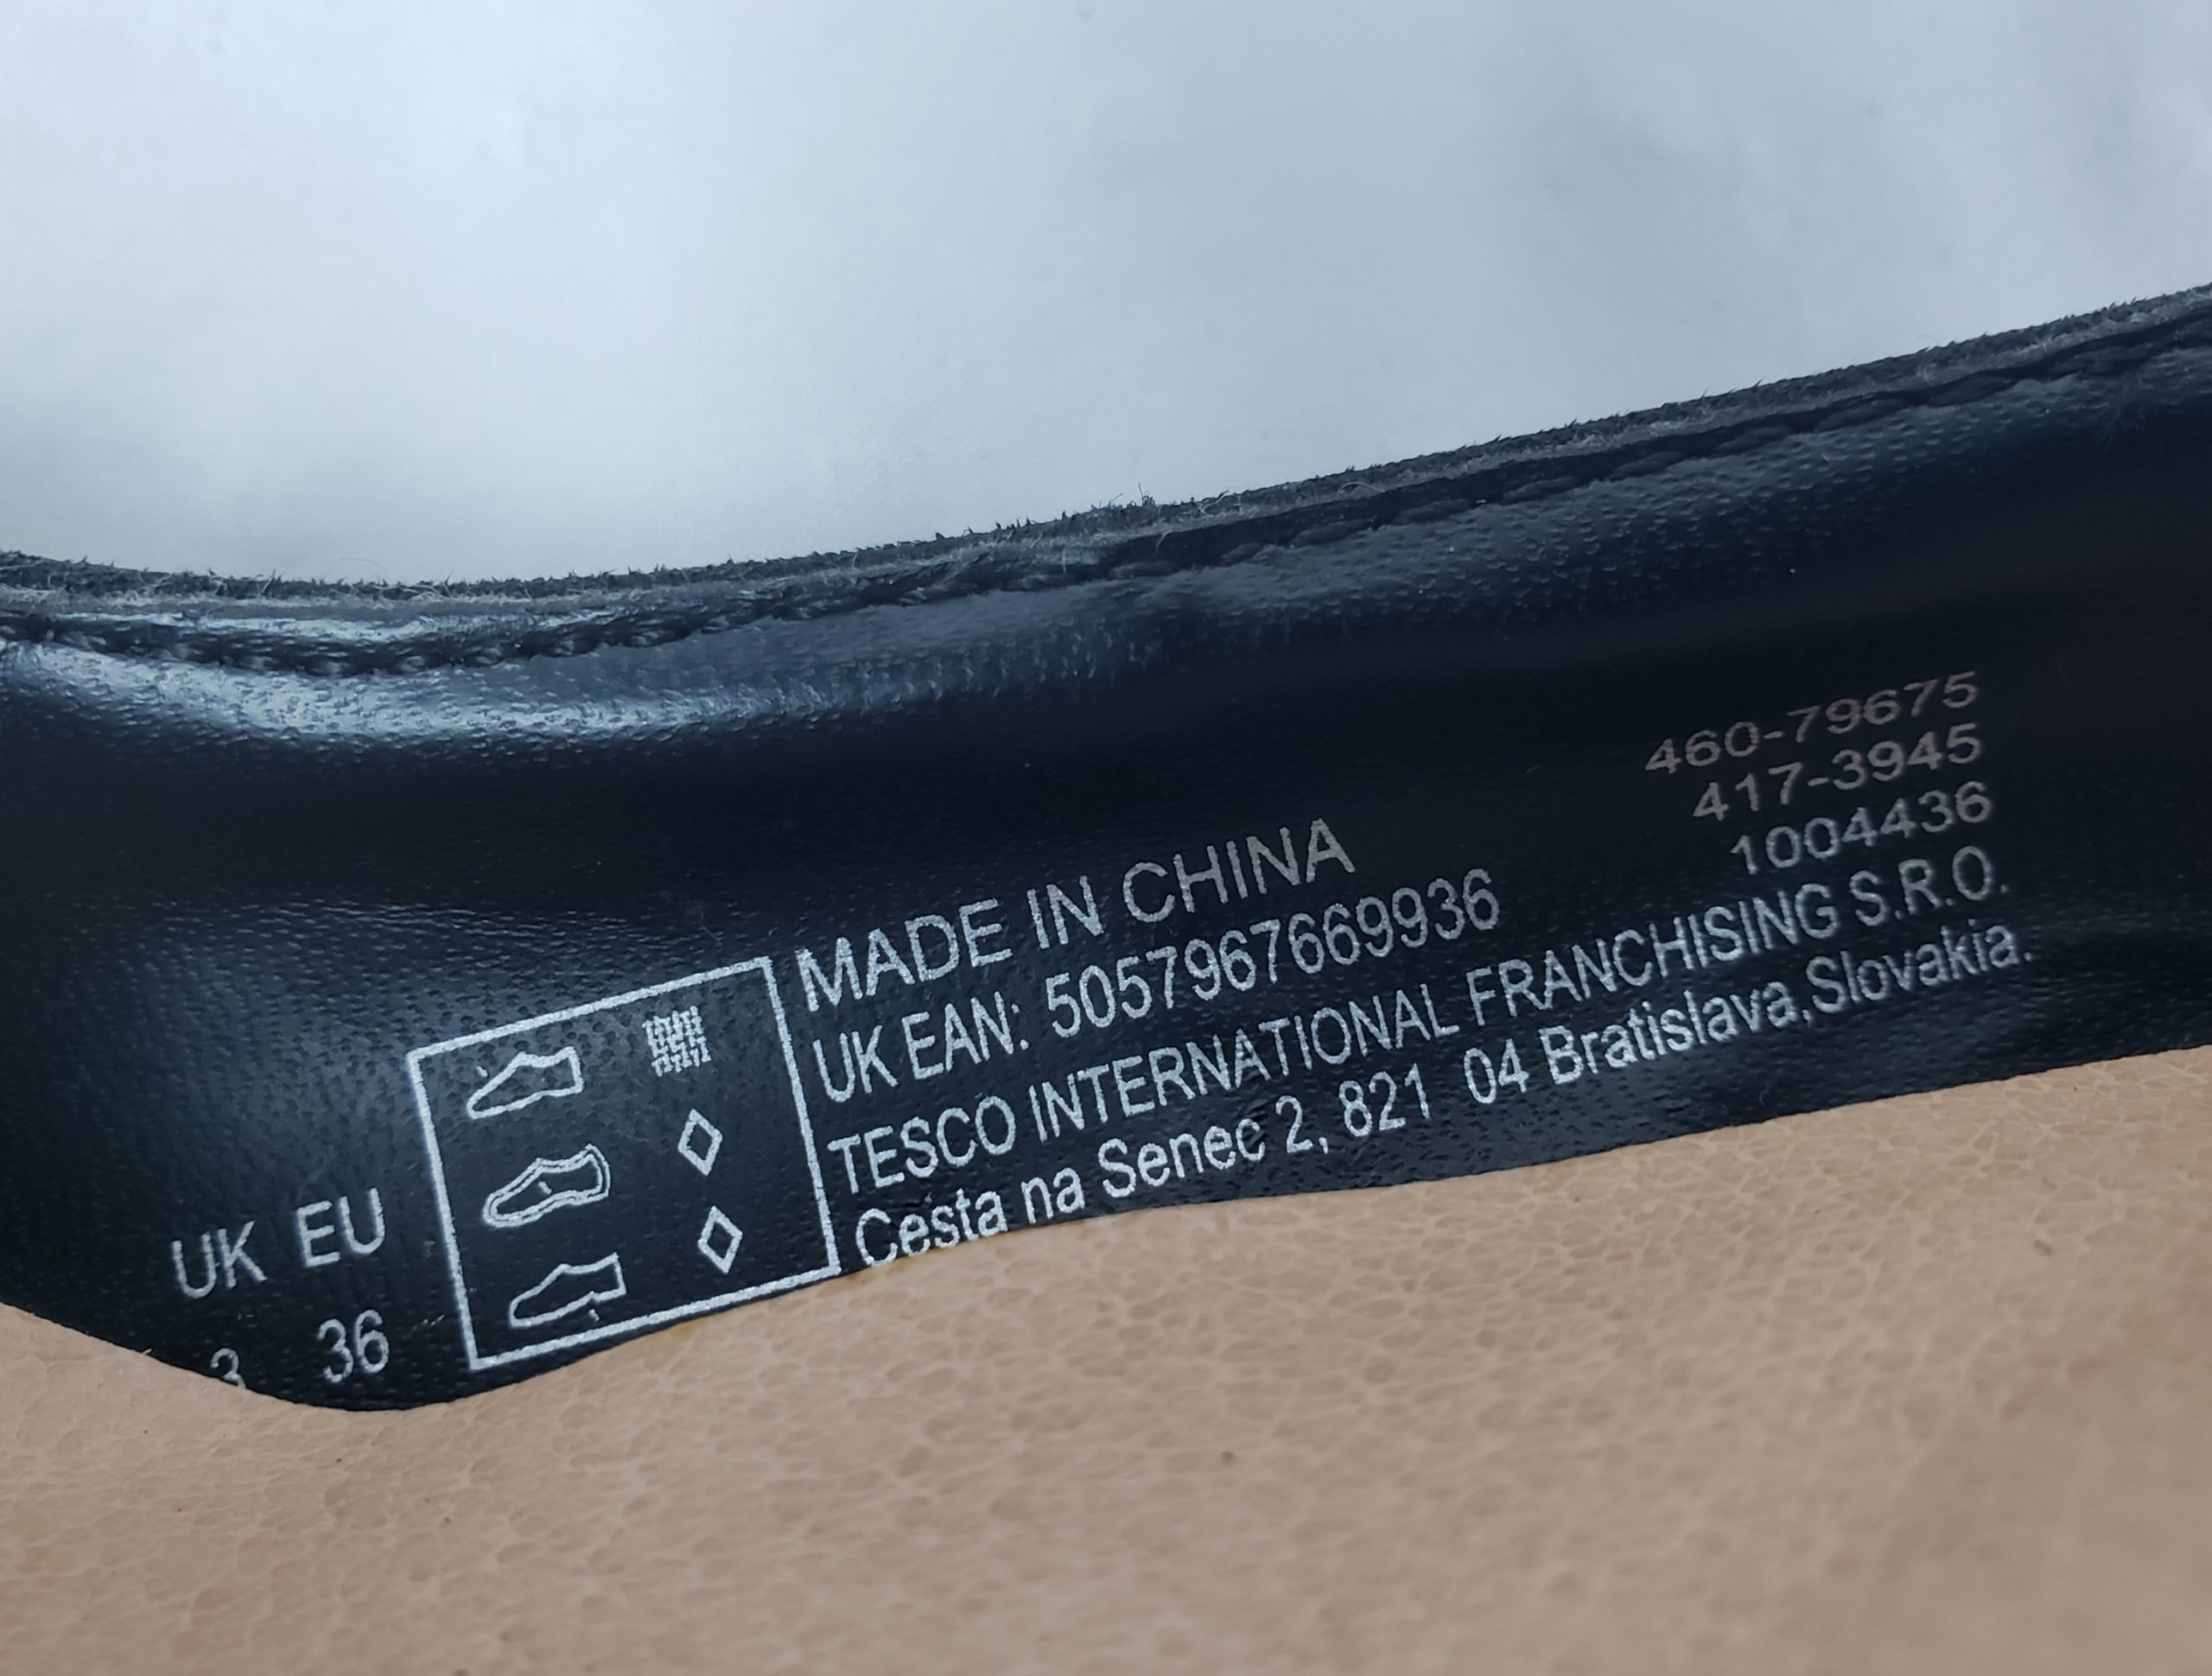 460-79675
417-3945
1004436
MADE IN CHINA
UK EAN: 5057967669936
TESCO INTERNATIONAL FRANCHISING S.R.O.
Cesta na Senec 2, 821 04 Bratislava,Slovakia.
UK EU
3 36